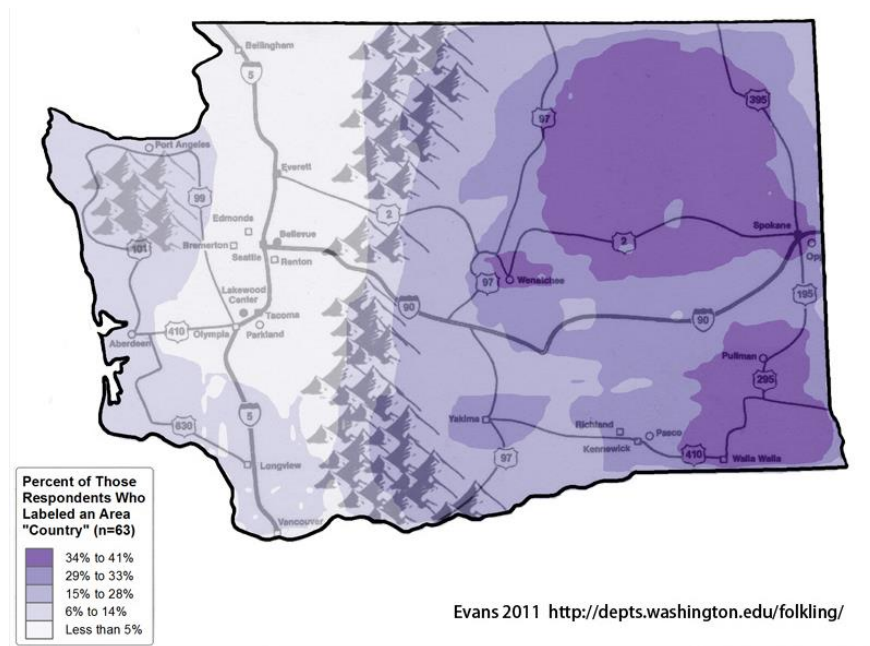 Bellingham
5
395
97
Port Angeles
Everett
99
2
Edmonds
Bellevue
Spokane
101
Bremerton
Seattle
Renton
2
Opp
97
Wenatchee
195
Lakewood
Center
90
Tacoma
90
410
Olympia
Parkland
Aberdeen
Pullman
295
5
Yakima
Richland
Pasco
830
Kennewick
410
Walla Walla
97
Longview
Vancouver
Percent of Those
Respondents Who
Labeled an Area
"Country" (n=63)
34% to 41%
29% to 33%
15% to 28%
6% to 14%
Less than 5%
Evans 2011 http://depts.washington.edu/folkling/